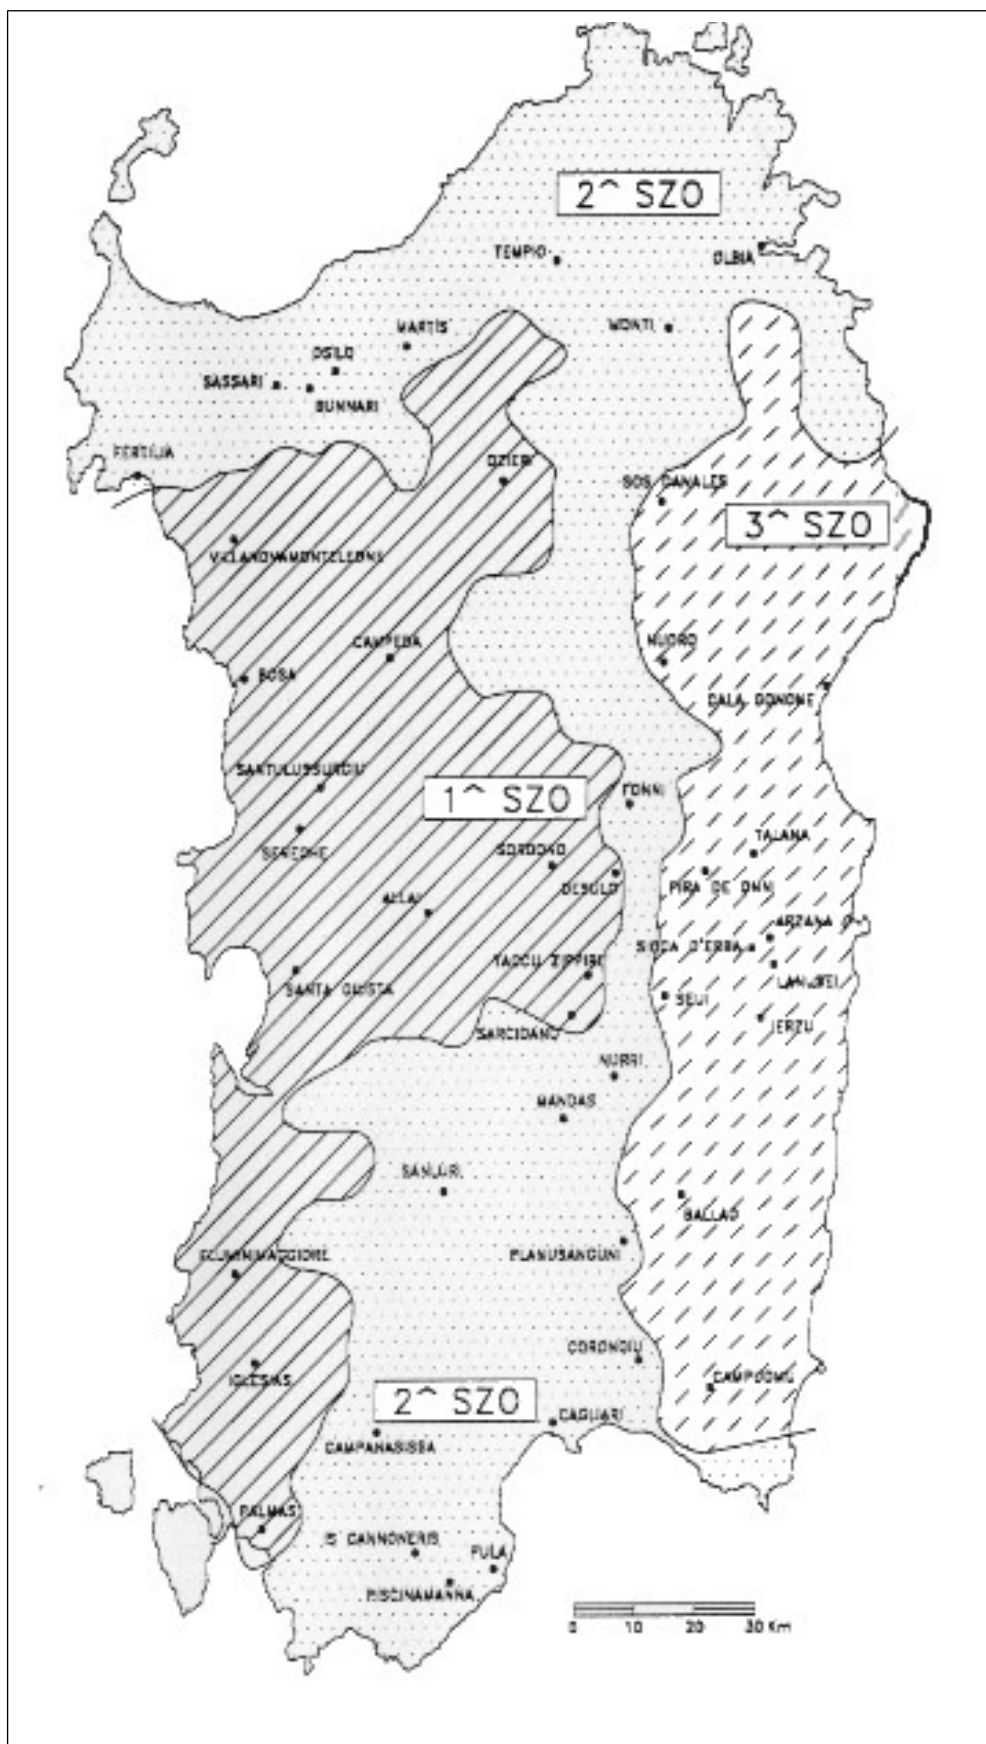 2^ SZO
TEMPIO
OLBIA
MARTIS
MONTI
OSILO
SASSARI
BUNNARI
FERTILIA
OZIERI
SOS CANALES
3^ SZO
VILLANOVAMONTELEONE
NUORO
CAMPEDA
BOSA
CALA GONONE
SANTULUSSURGIU
1^ SZO
FONNI
SENEGHE
TALANA
SORGONO
DESULO
PIRA DE ONNI
ALLAI
ARZANA
SICCA D'ERBA
TACCU ZIPPIRI
SANTA GIUSTA
LANUSEI
SEUI
JERZU
SARCIDANO
NURRI
MANDAS
SANLURI
BALLAO
FLUMINIMAGGIORE
PLANUSANGUNI
CORONGIU
IGLESIAS
CAMPUOMU
2^ SZO
CAGLIARI
CAMPANASISSA
PALMAS
IS CANNONERIS
PULA
PISCINAMANNA
0 10 20 30 Km